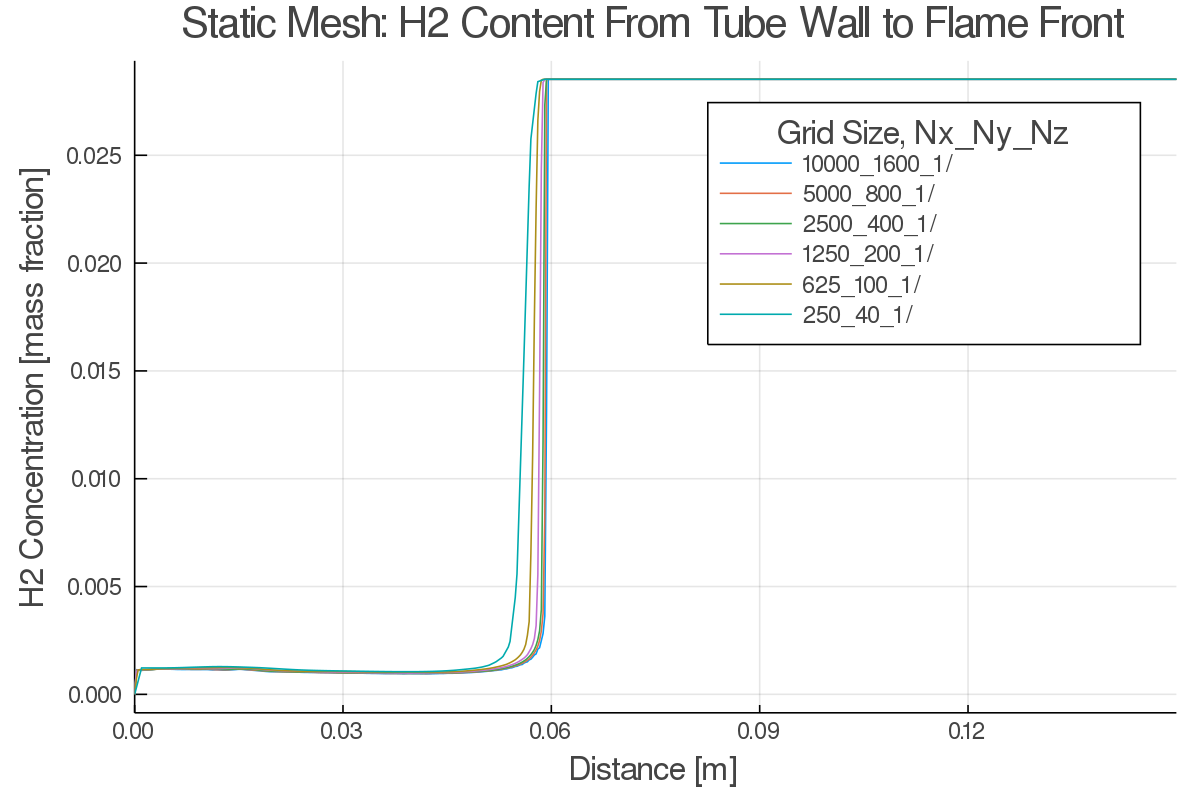 Static Mesh: H2 Content From Tube Wall to Flame Front
H2 Concentration [mass fraction]
0.025
0.020
0.015
0.010
0.005
0.000
Grid Size, Nx_Ny_Nz
10000_1600_1/
5000_800_1/
2500_400_1/
1250_200_1/
625_100_1/
250_40_1/
0.00 0.03 0.06 0.09 0.12
Distance [m]